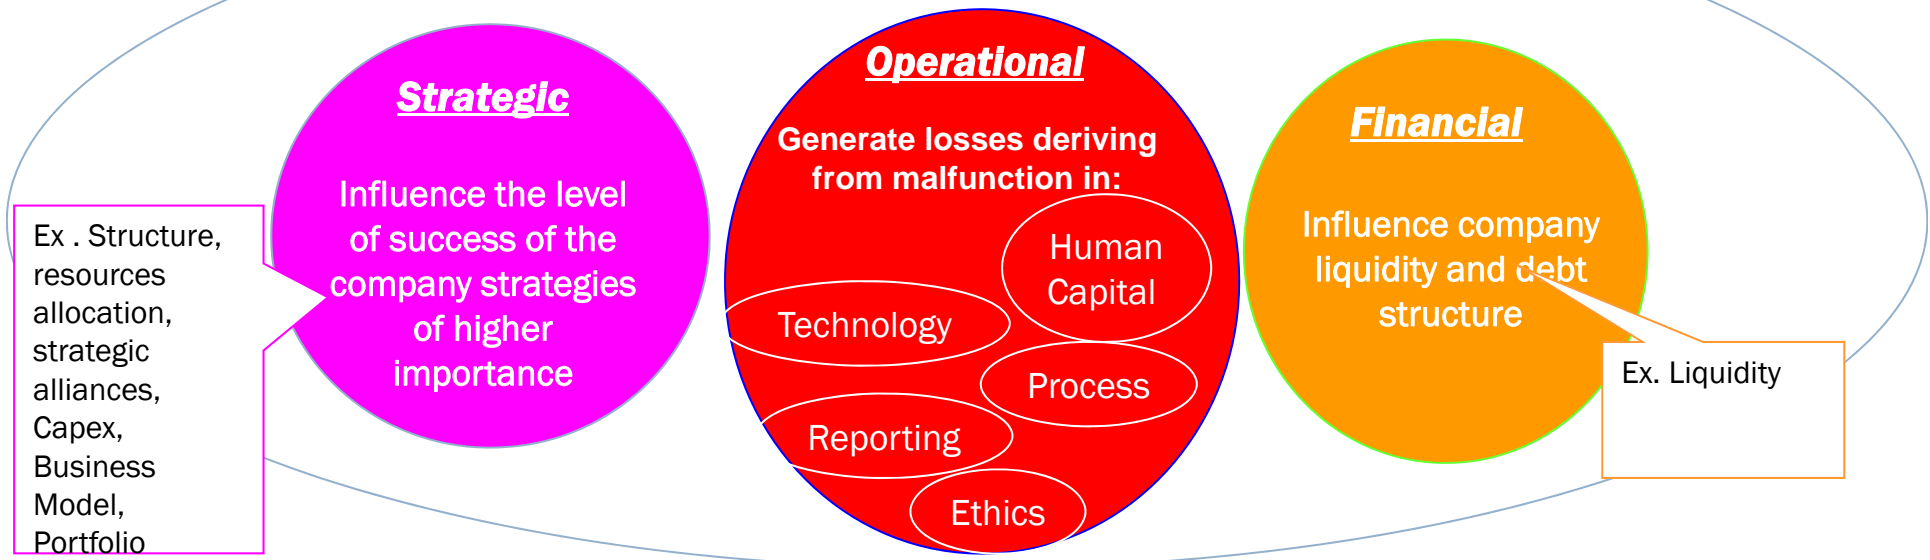 Strategic
Influence the level
of success of the
company strategies
of higher
importance
Ex . Structure,
resources
allocation,
strategic
alliances,
Capex,
Business
Model,
Portfolio
Operational
Generate losses deriving
from malfunction in:
Human
Capital
Technology
Process
Reporting
Ethics
Financial
Influence company
liquidity and debt
structure
Ex. Liquidity